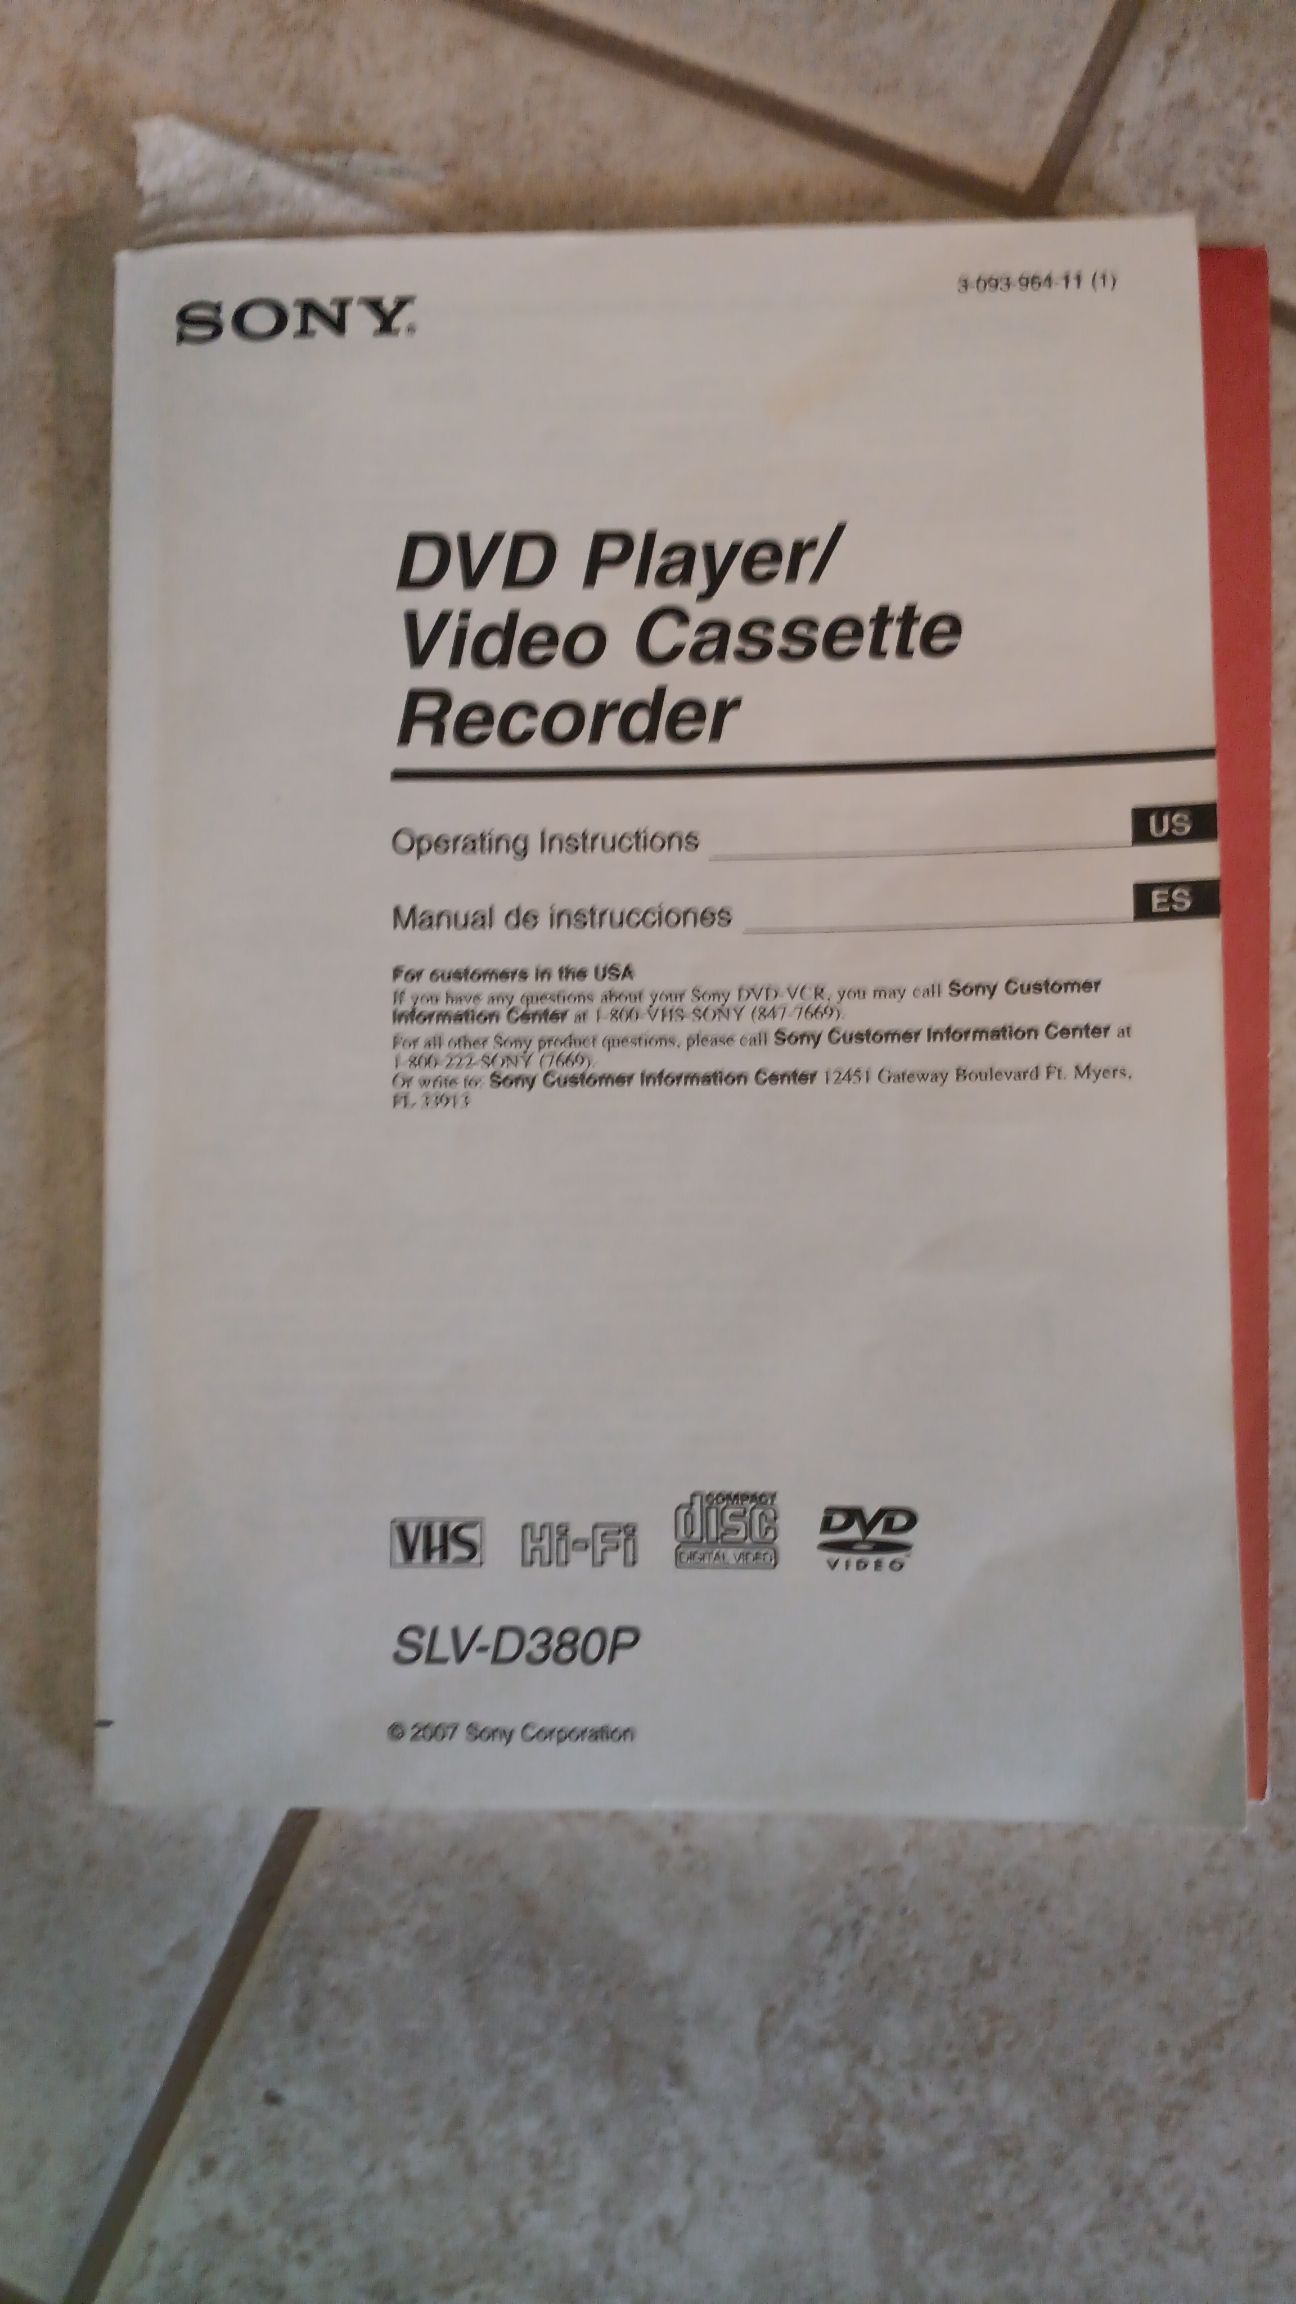 SONY®
3-093-964-11 (1)
DVD Player/
Video Cassette
Recorder
Operating Instructions
US
Manual de instrucciones
ES
For customers in the USA
If you have any questions about your Sony DVD-VCR, you may call Sony Customer
Information Center at 1-800-VHS-SONY (847-7669).
For all other Sony product questions, please call Sony Customer Information Center at
1-800-222-SONY (7669).
Or write to: Sony Customer Information Center 12451 Gateway Boulevard Ft. Myers,
FL 33913
VHS Hi-Fi COMPACT disc DIGITAL VIDEO DVD VIDEO™
SLV-D380P
© 2007 Sony Corporation